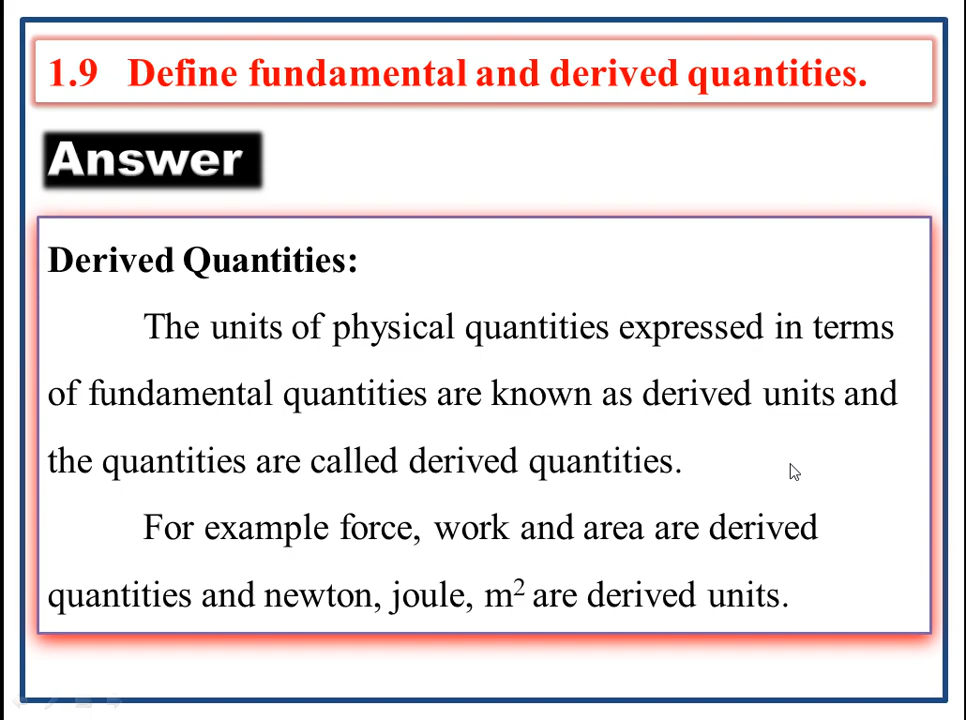 1.9 Define fundamental and derived quantities.
Answer
Derived Quantities:
The units of physical quantities expressed in terms
of fundamental quantities are known as derived units and
the quantities are called derived quantities.
For example force, work and area are derived
quantities and newton, joule, m² are derived units.